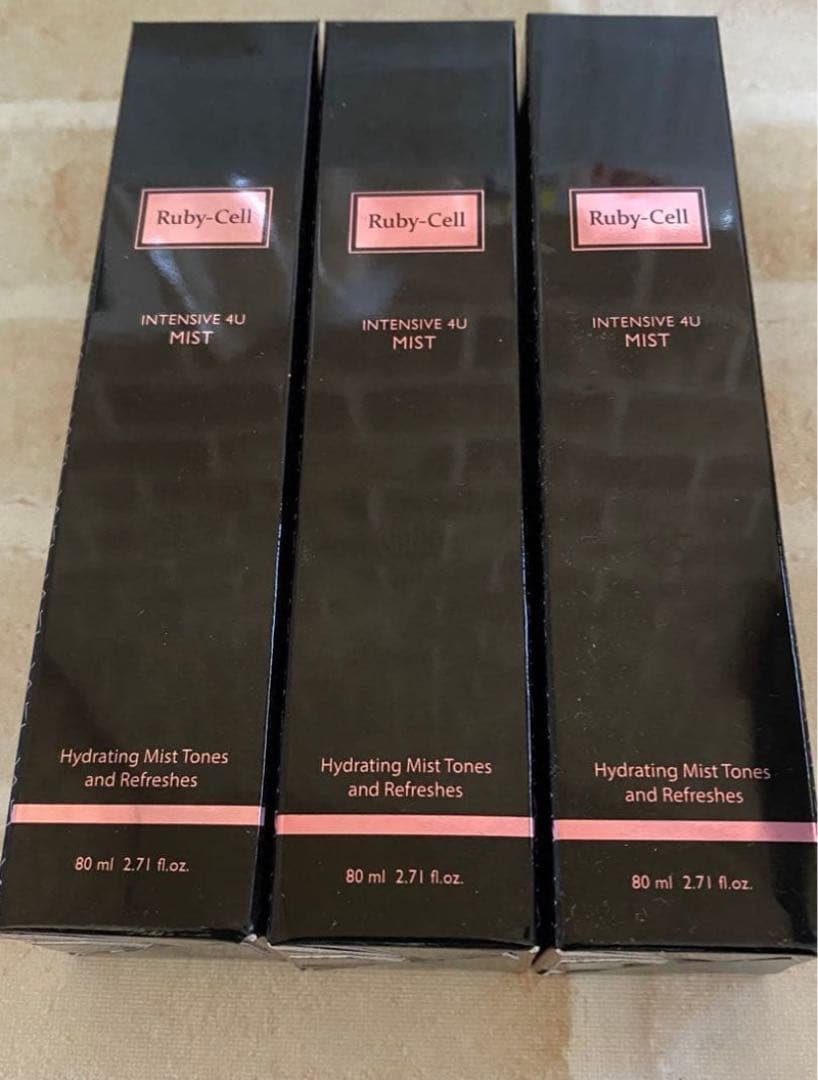 Ruby-Cell
INTENSIVE 4U
MIST
Hydrating Mist Tones
and Refreshes
80 ml 2.71 fl.oz.
Ruby-Cell
INTENSIVE 4U
MIST
Hydrating Mist Tones
and Refreshes
80 ml 2.71 fl.oz.
Ruby-Cell
INTENSIVE 4U
MIST
Hydrating Mist Tones
and Refreshes
80 ml 2.71 fl.oz.